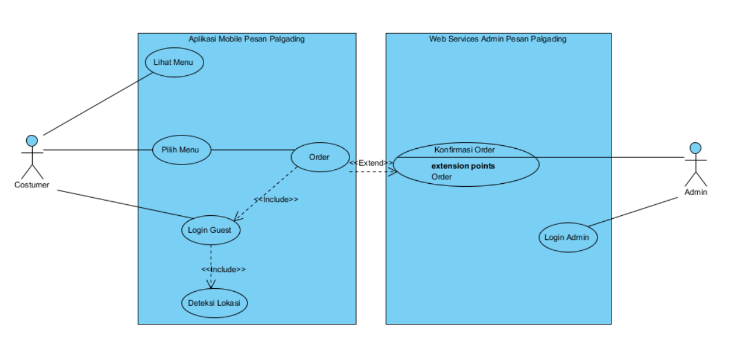 Aplikasi Mobile Pesan Palgading
Web Services Admin Pesan Palgading
Lihat Menu
Pilih Menu
Order
<<Extend>>
Konfirmasi Order
extension points
Order
Costumer
Admin
<<Include>>
Login Guest
Login Admin
<<Include>>
Deteksi Lokasi